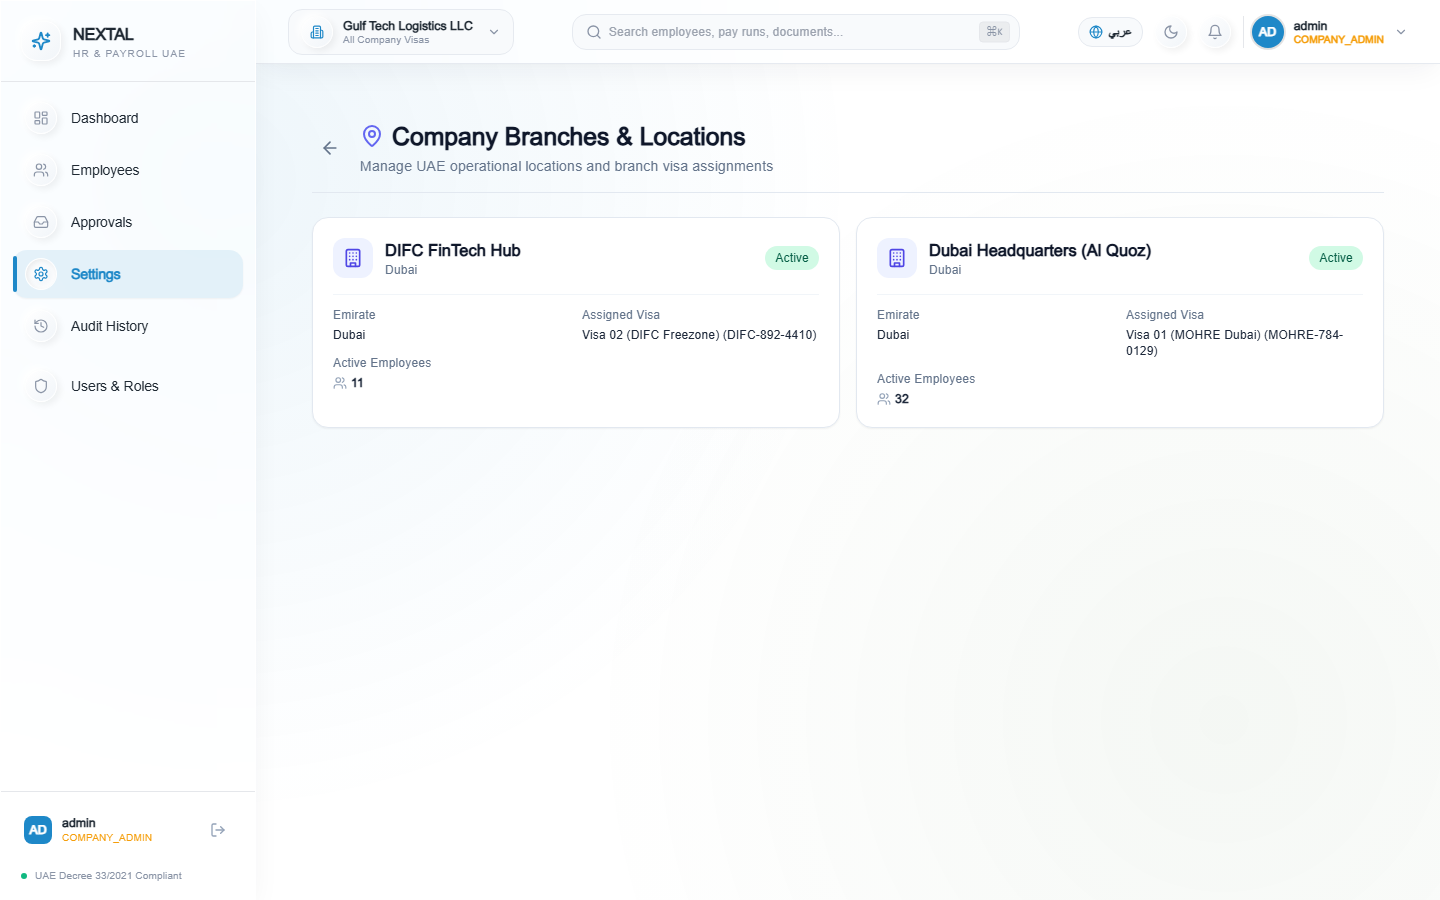 NEXTAL
HR & PAYROLL UAE
Dashboard
Employees
Approvals
Settings
Audit History
Users & Roles
AD
admin
COMPANY_ADMIN
UAE Decree 33/2021 Compliant
Gulf Tech Logistics LLC
All Company Visas
Search employees, pay runs, documents...
⌘K
عربي
AD
admin
COMPANY_ADMIN
Company Branches & Locations
Manage UAE operational locations and branch visa assignments
DIFC FinTech Hub
Dubai
Active
Emirate
Dubai
Assigned Visa
Visa 02 (DIFC Freezone) (DIFC-892-4410)
Active Employees
11
Dubai Headquarters (Al Quoz)
Dubai
Active
Emirate
Dubai
Assigned Visa
Visa 01 (MOHRE Dubai) (MOHRE-784-
0129)
Active Employees
32